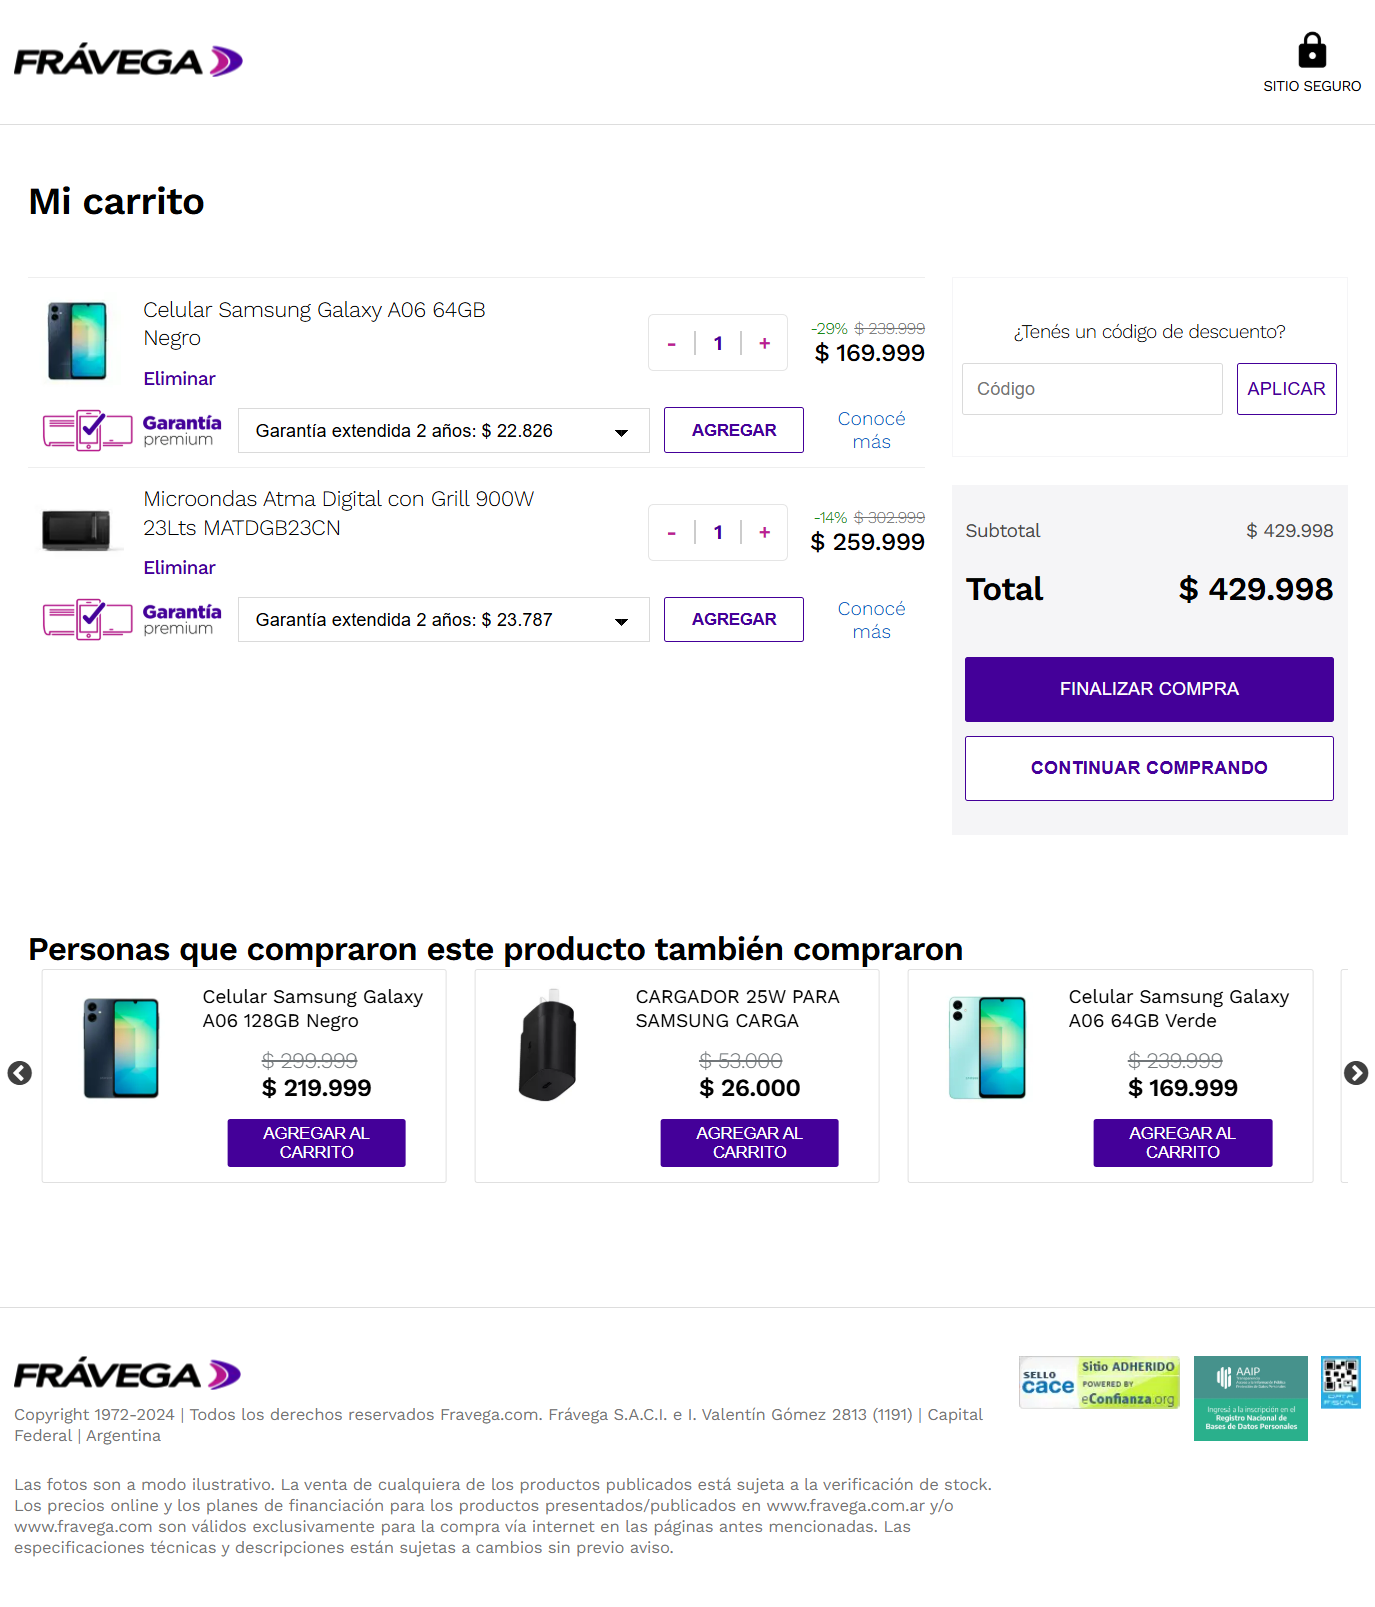 FRÁVEGA
SITIO SEGURO
Mi carrito
Celular Samsung Galaxy A06 64GB
Negro
Eliminar
- 1 +
-29% $ 239.999
$ 169.999
Garantía
premium
Garantía extendida 2 años: $ 22.826
AGREGAR
Conocé
más
Microondas Atma Digital con Grill 900W
23Lts MATDGB23CN
Eliminar
- 1 +
-14% $ 302.999
$ 259.999
Garantía
premium
Garantía extendida 2 años: $ 23.787
AGREGAR
Conocé
más
¿Tenés un código de descuento?
Código
APLICAR
Subtotal $ 429.998
Total $ 429.998
FINALIZAR COMPRA
CONTINUAR COMPRANDO
Personas que compraron este producto también compraron
Celular Samsung Galaxy
A06 128GB Negro
$ 299.999
$ 219.999
AGREGAR AL
CARRITO
CARGADOR 25W PARA
SAMSUNG CARGA
$ 53.000
$ 26.000
AGREGAR AL
CARRITO
Celular Samsung Galaxy
A06 64GB Verde
$ 239.999
$ 169.999
AGREGAR AL
CARRITO
FRÁVEGA
Copyright 1972-2024 | Todos los derechos reservados Fravega.com. Frávega S.A.C.I. e I. Valentín Gómez 2813 (1191) | Capital
Federal | Argentina
Las fotos son a modo ilustrativo. La venta de cualquiera de los productos publicados está sujeta a la verificación de stock.
Los precios online y los planes de financiación para los productos presentados/publicados en www.fravega.com.ar y/o
www.fravega.com son válidos exclusivamente para la compra vía internet en las páginas antes mencionadas. Las
especificaciones técnicas y descripciones están sujetas a cambios sin previo aviso.
SELLO
cace
Sitio ADHERIDO
POWERED BY
eConfianza.org
AAIP
Ingresá a la inscripción en el
Registro Nacional de
Bases de Datos Personales
DATA
FISCAL